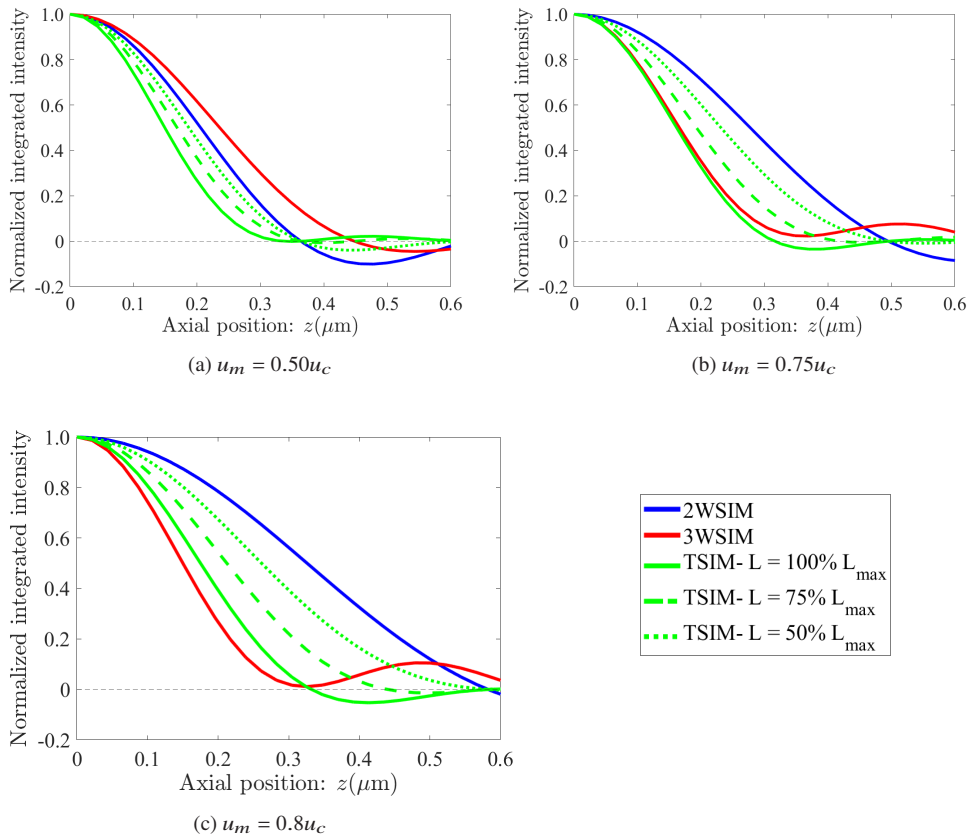 1.0
0.8
0.6
0.4
0.2
0
-0.2
Normalized integrated intensity
0 0.1 0.2 0.3 0.4 0.5 0.6
Axial position: z(μm)
(a) u_m = 0.50u_c
1.0
0.8
0.6
0.4
0.2
0
-0.2
Normalized integrated intensity
0 0.1 0.2 0.3 0.4 0.5 0.6
Axial position: z(μm)
(b) u_m = 0.75u_c
1.0
0.8
0.6
0.4
0.2
0
-0.2
Normalized integrated intensity
0 0.1 0.2 0.3 0.4 0.5 0.6
Axial position: z(μm)
(c) u_m = 0.8u_c
2WSIM
3WSIM
TSIM- L = 100% L_max
TSIM- L = 75% L_max
TSIM- L = 50% L_max